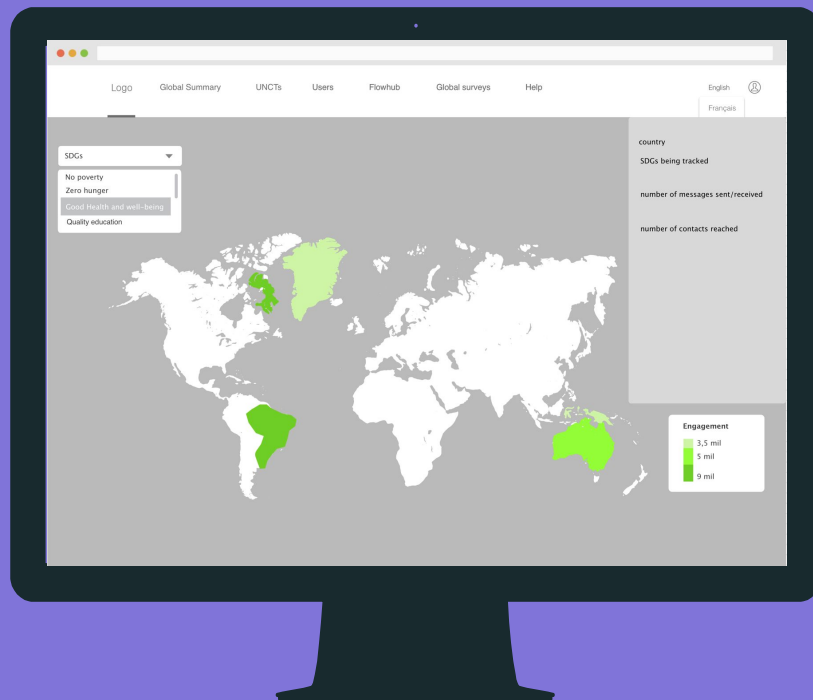 Logo Global Summary UNCTs Users Flowhub Global surveys Help English
Français
SDGs
No poverty
Zero hunger
Good Health and well-being
Quality education
country
SDGs being tracked
number of messages sent/received
number of contacts reached
Engagement
3,5 mil
5 mil
9 mil